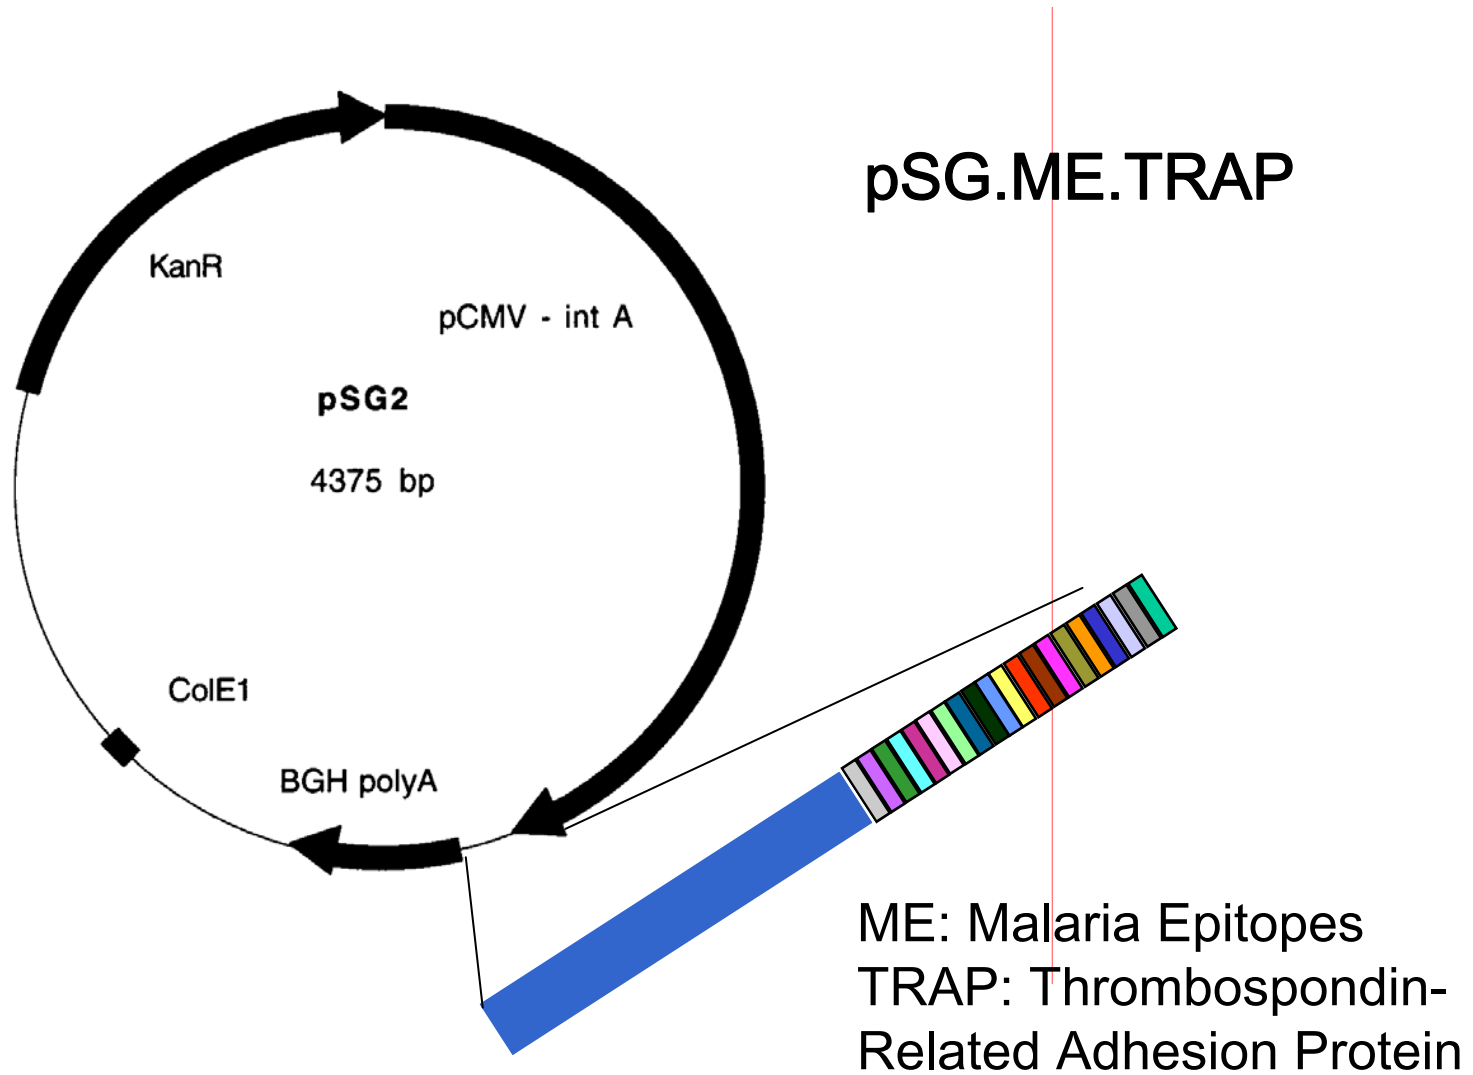 pSG.ME.TRAP
KanR
pCMV - int A
pSG2
4375 bp
ColE1
BGH polyA
ME: Malaria Epitopes
TRAP: Thrombospondin-
Related Adhesion Protein